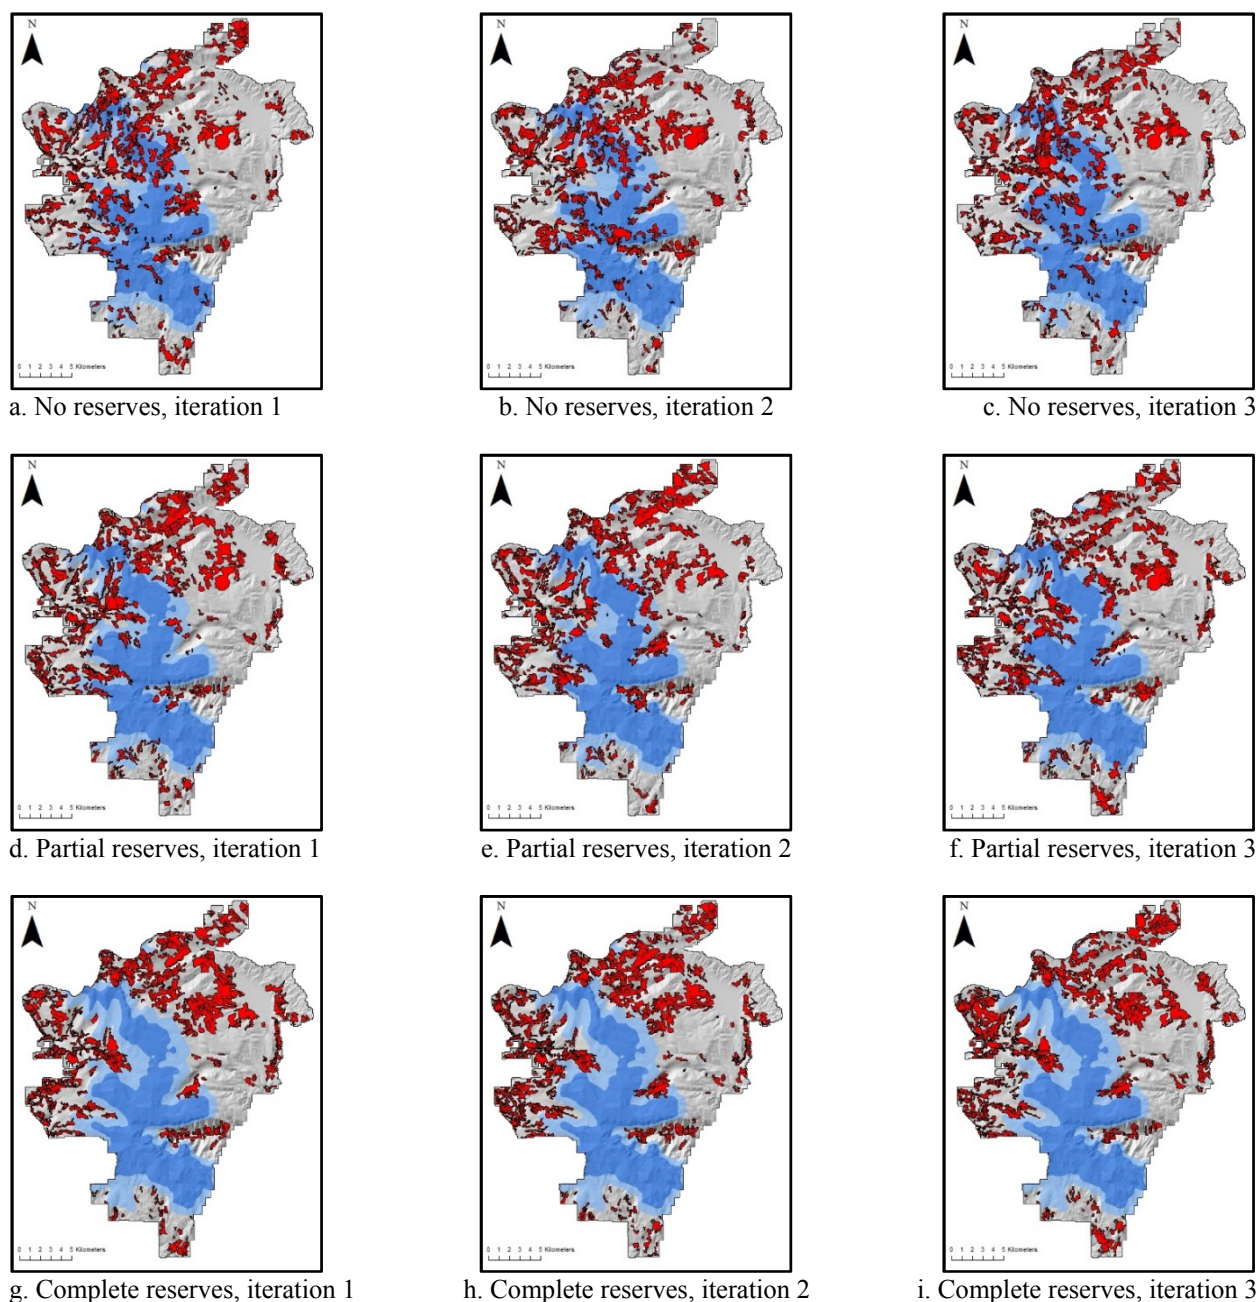 N
N
N
0 1 2 3 4 5 Kilometers
0 1 2 3 4 5 Kilometers
0 1 2 3 4 5 Kilometers
a. No reserves, iteration 1
b. No reserves, iteration 2
c. No reserves, iteration 3
N
N
N
0 1 2 3 4 5 Kilometers
0 1 2 3 4 5 Kilometers
0 1 2 3 4 5 Kilometers
d. Partial reserves, iteration 1
e. Partial reserves, iteration 2
f. Partial reserves, iteration 3
N
N
N
0 1 2 3 4 5 Kilometers
0 1 2 3 4 5 Kilometers
0 1 2 3 4 5 Kilometers
g. Complete reserves, iteration 1
h. Complete reserves, iteration 2
i. Complete reserves, iteration 3